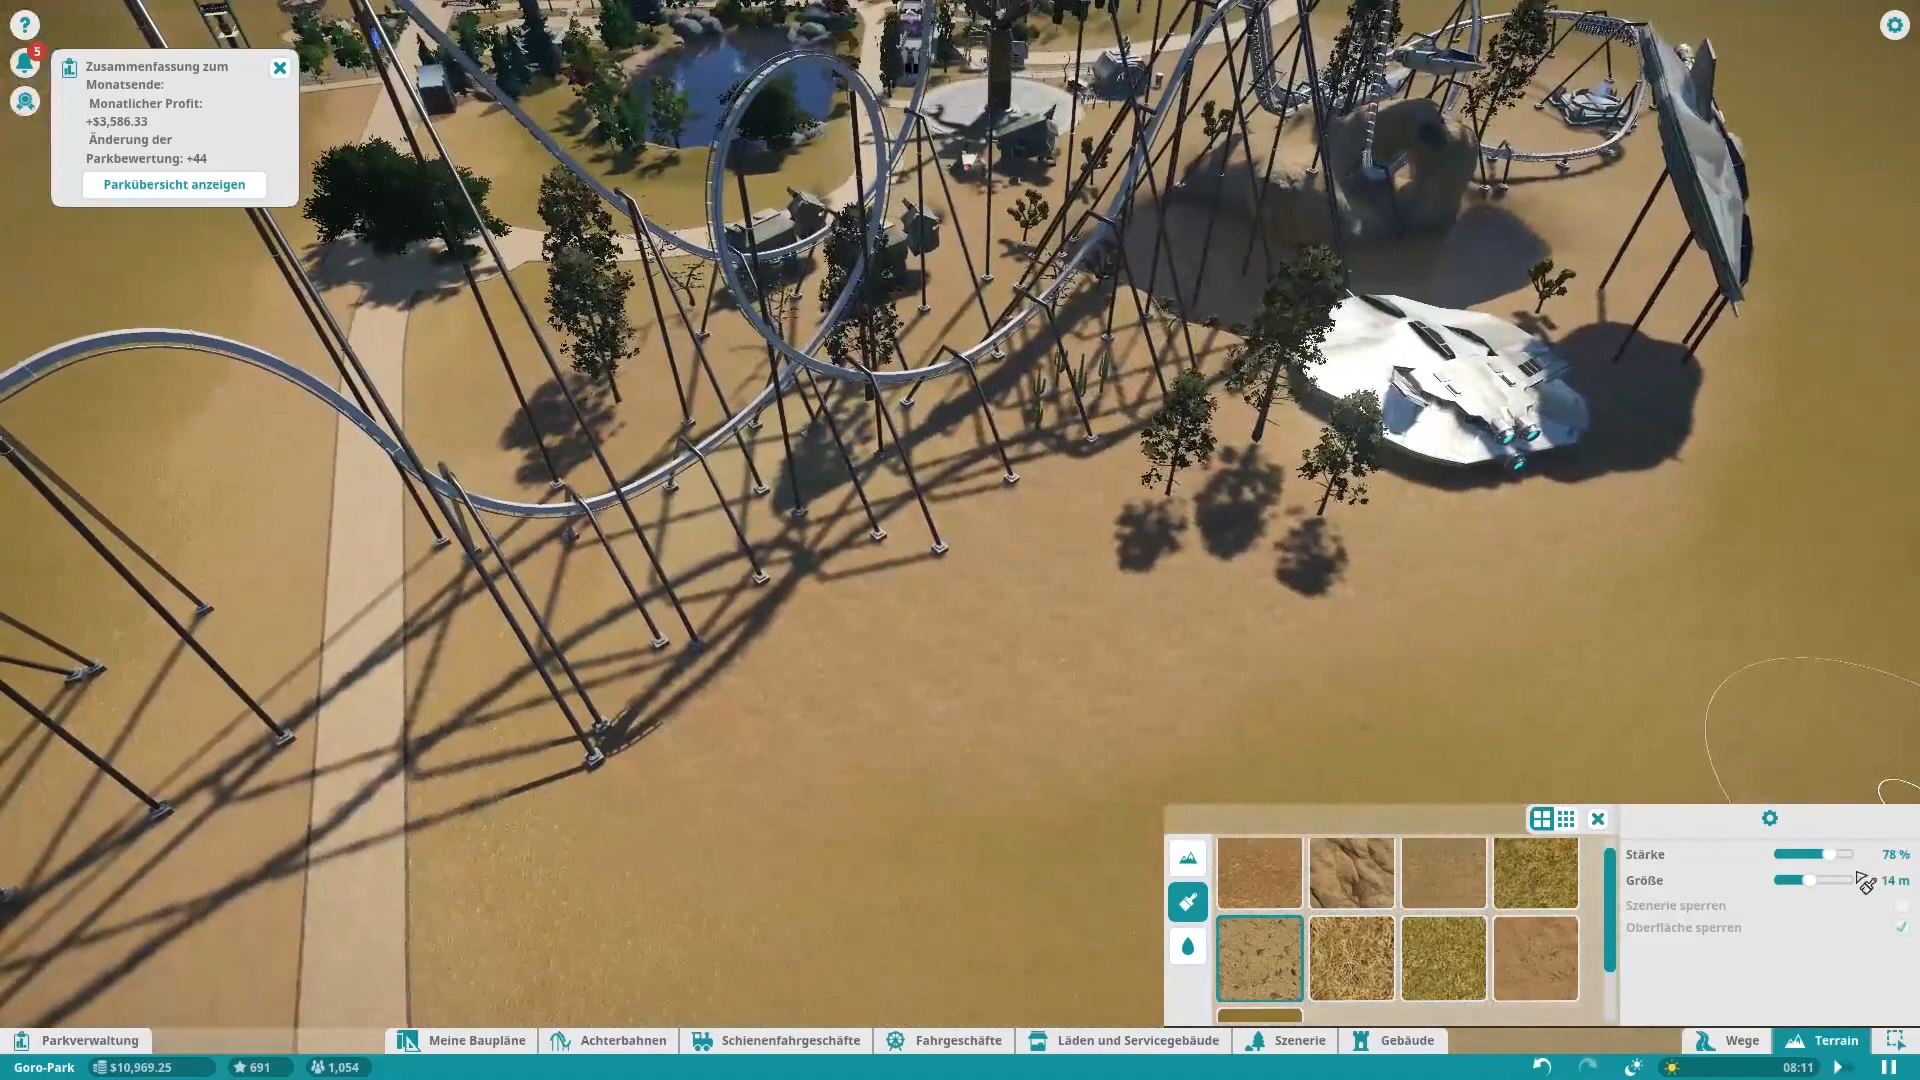 ?
5
Zusammenfassung zum
Monatsende:
Monatlicher Profit:
+$3,586.33
Änderung der
Parkbewertung: +44
Parkübersicht anzeigen
Stärke
78 %
Größe
14 m
Szenerie sperren
Oberfläche sperren
Parkverwaltung
Meine Baupläne
Achterbahnen
Schienenfahrgeschäfte
Fahrgeschäfte
Läden und Servicegebäude
Szenerie
Gebäude
Wege
Terrain
Goro-Park
$10,969.25
691
1,054
08:11